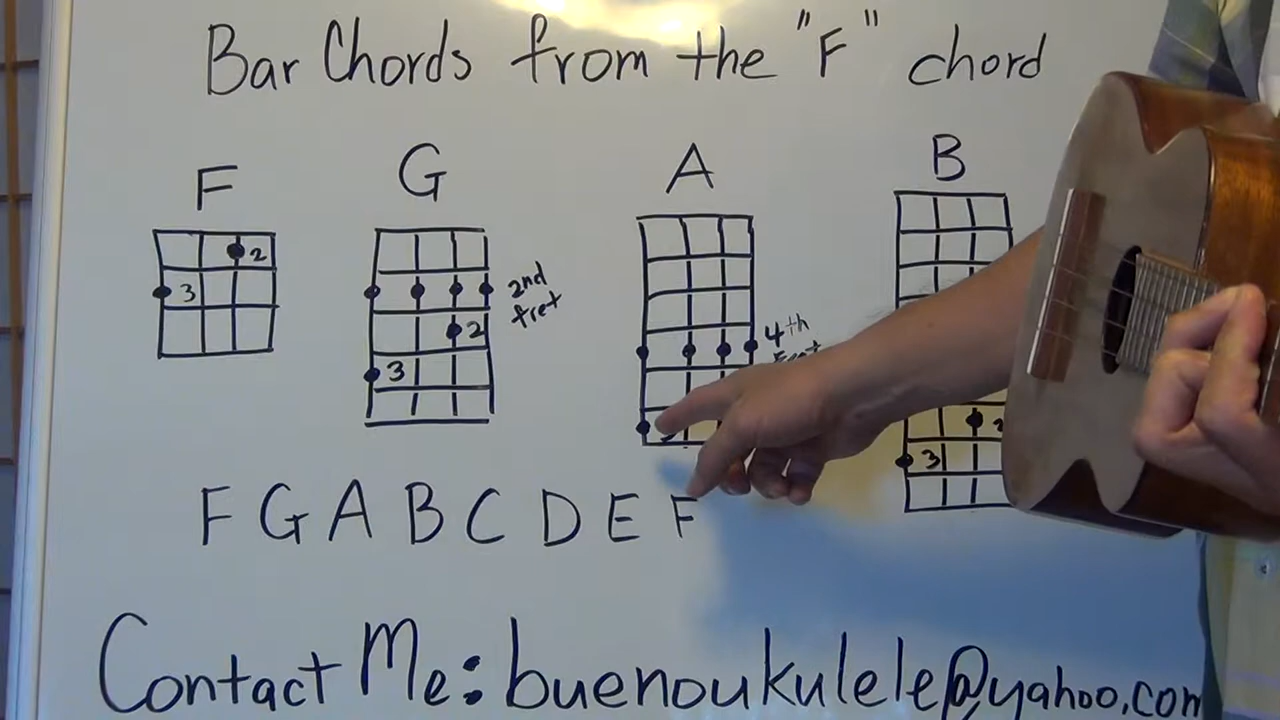 Bar Chords from the "F" chord
F G A B
2
3
2nd
fret
2
3
4th
3
F G A B C D E F
Contact Me: buenoukulele@yahoo.com